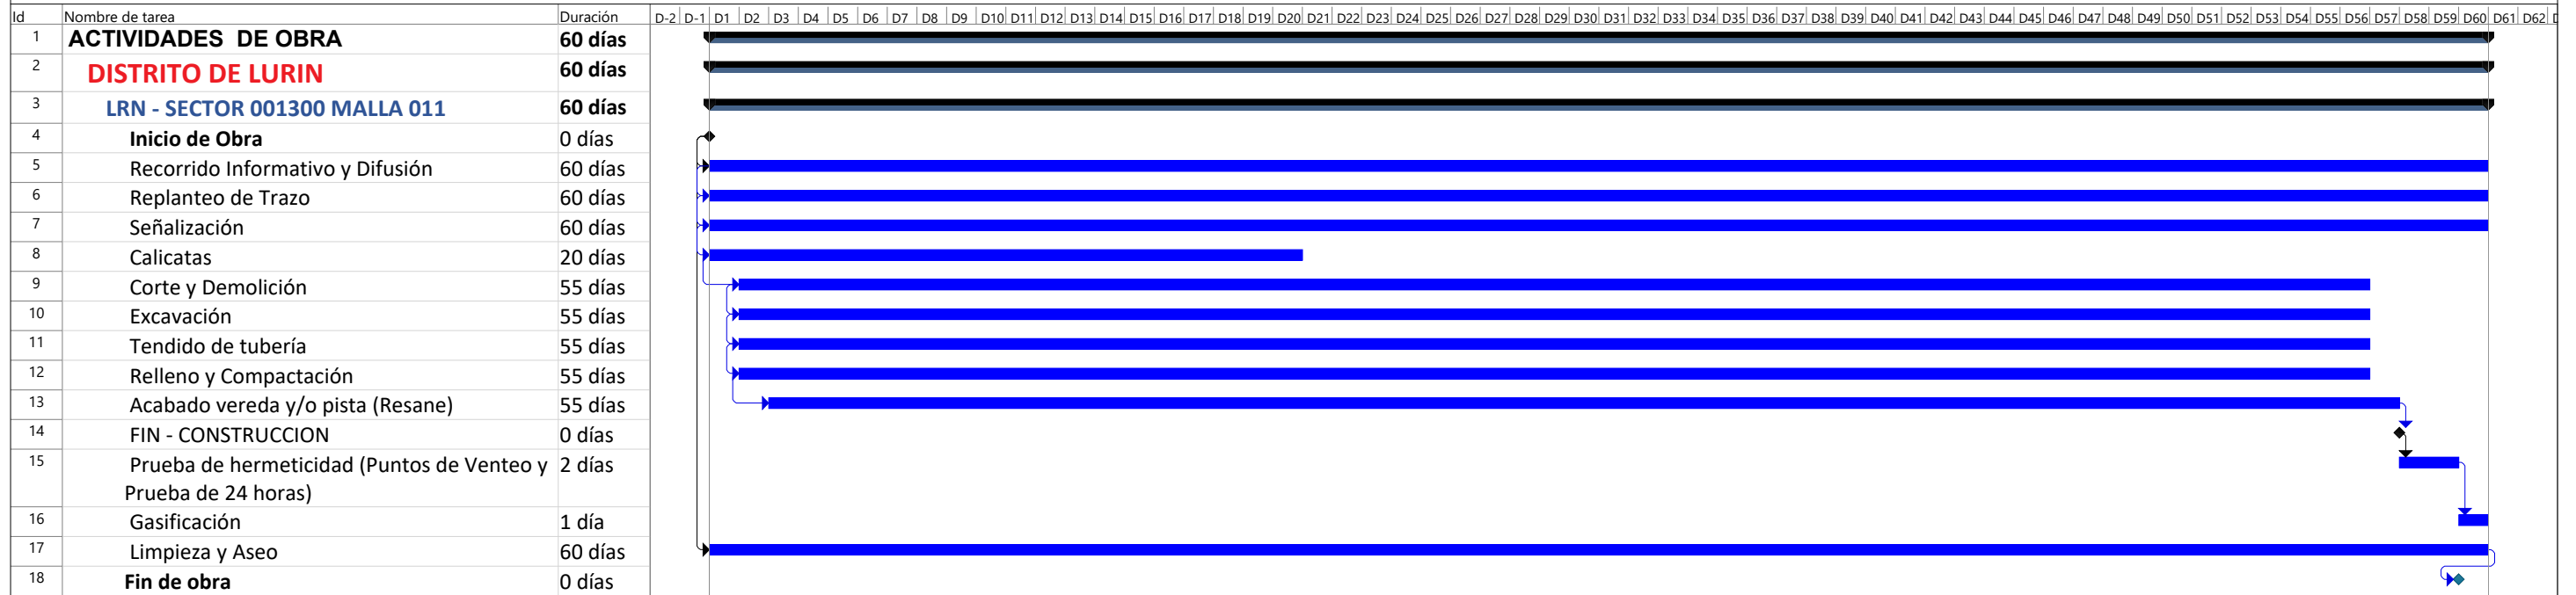 Id Nombre de tarea Duración D-2 D-1 D1 D2 D3 D4 D5 D6 D7 D8 D9 D10 D11 D12 D13 D14 D15 D16 D17 D18 D19 D20 D21 D22 D23 D24 D25 D26 D27 D28 D29 D30 D31 D32 D33 D34 D35 D36 D37 D38 D39 D40 D41 D42 D43 D44 D45 D46 D47 D48 D49 D50 D51 D52 D53 D54 D55 D56 D57 D58 D59 D60 D61 D62
1 ACTIVIDADES DE OBRA 60 días
2 DISTRITO DE LURIN 60 días
3 LRN - SECTOR 001300 MALLA 011 60 días
4 Inicio de Obra 0 días
5 Recorrido Informativo y Difusión 60 días
6 Replanteo de Trazo 60 días
7 Señalización 60 días
8 Calicatas 20 días
9 Corte y Demolición 55 días
10 Excavación 55 días
11 Tendido de tubería 55 días
12 Relleno y Compactación 55 días
13 Acabado vereda y/o pista (Resane) 55 días
14 FIN - CONSTRUCCION 0 días
15 Prueba de hermeticidad (Puntos de Venteo y 2 días
Prueba de 24 horas)
16 Gasificación 1 día
17 Limpieza y Aseo 60 días
18 Fin de obra 0 días